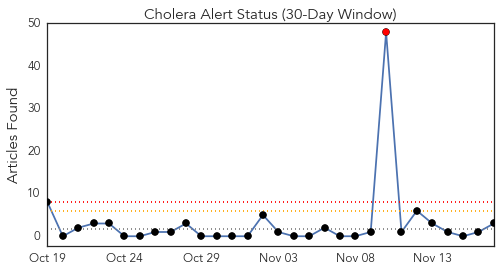 Cholera Alert Status (30-Day Window)
Articles Found
50
40
30
20
10
0
Oct 19
Oct 24
Oct 29
Nov 03
Nov 08
Nov 13